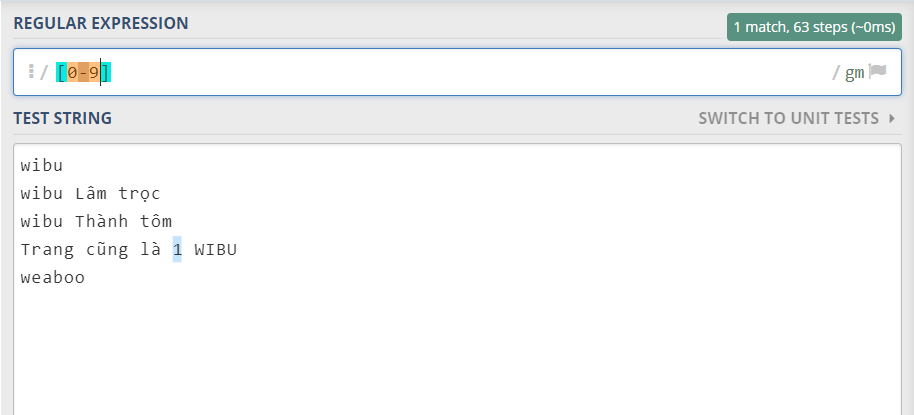 REGULAR EXPRESSION 1 match, 63 steps (~0ms)
/ [0-9] / gm
TEST STRING SWITCH TO UNIT TESTS
wibu
wibu Lâm trọc
wibu Thành tôm
Trang cũng là 1 WIBU
weaboo